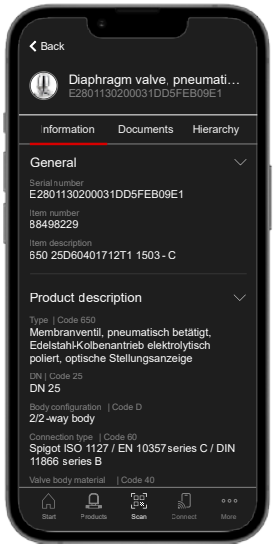 Back
Diaphragm valve, pneumati...
E2801130200031DD5FEB09E1
Information Documents Hierarchy
General
Serial number
E2801130200031DD5FEB09E1
Item number
88498229
Item description
650 25D60401712T1 1503 - C
Product description
Type | Code 650
Membranventil, pneumatisch betätigt,
Edelstahl-Kolbenantrieb elektrolytisch
poliert, optische Stellungsanzeige
DN | Code 25
DN 25
Body configuration | Code D
2/2-way body
Connection type | Code 60
Spigot ISO 1127 / EN 10357 series C / DIN
11866 series B
Valve body material | Code 40
Start Products Scan Connect More